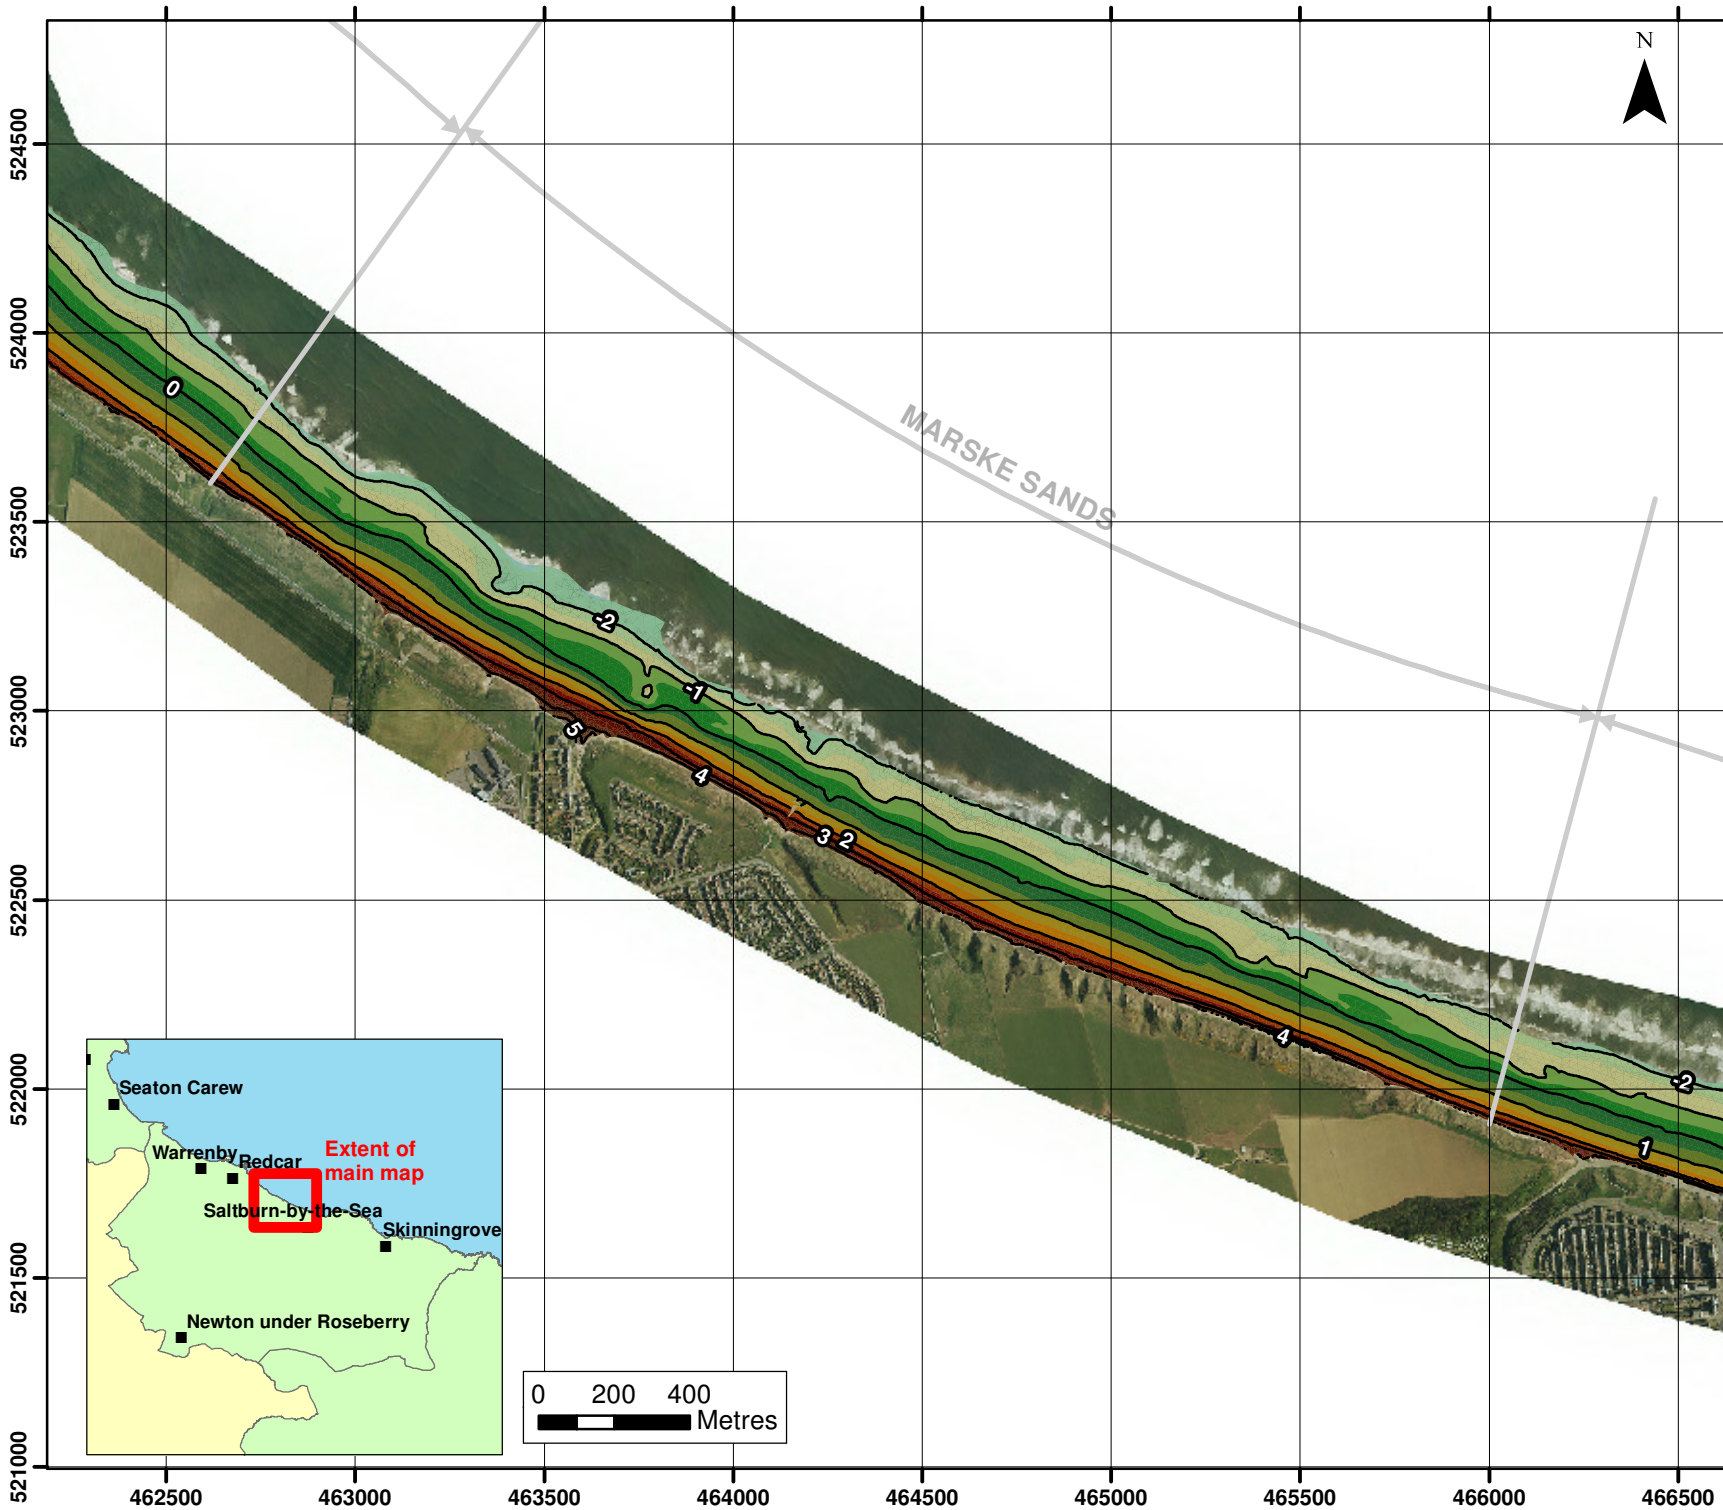 N
524500
524000
523500
523000
522500
522000
521500
521000
MARSKE SANDS
0
-2
-1
5
4
3 2
4
-2
1
Seaton Carew
Warrenby
Redcar
Extent of
main map
Saltburn-by-the-Sea
Skinningrove
Newton under Roseberry
0 200 400
Metres
462500 463000 463500 464000 464500 465000 465500 466000 466500